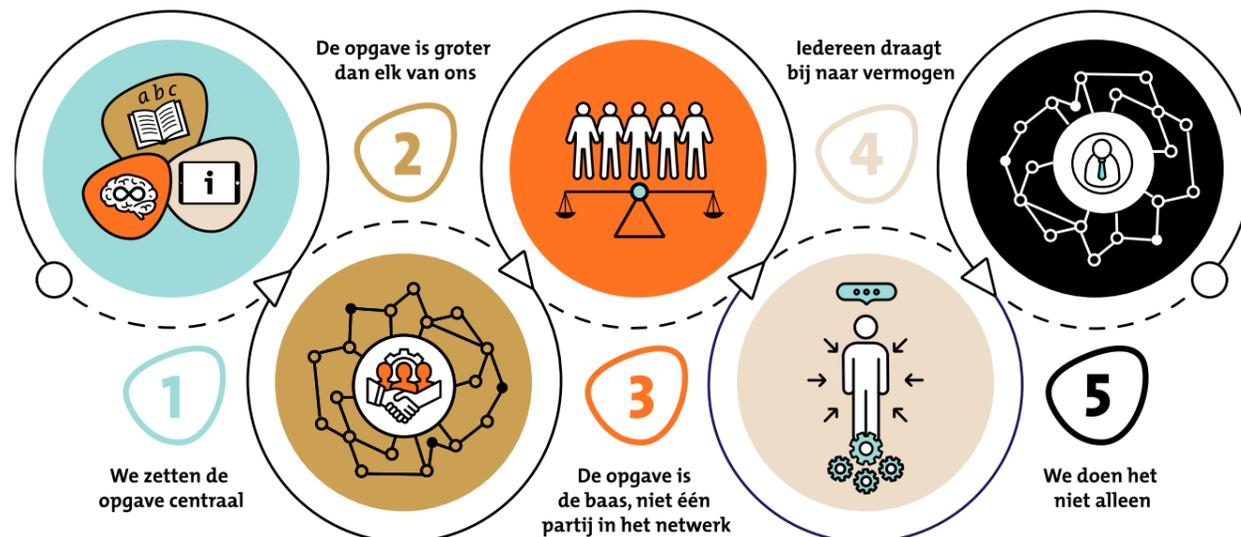 abc
i
1
We zetten de
opgave centraal
De opgave is groter
dan elk van ons
2
3
De opgave is
de baas, niet één
partij in het netwerk
Iedereen draagt
bij naar vermogen
4
5
We doen het
niet alleen